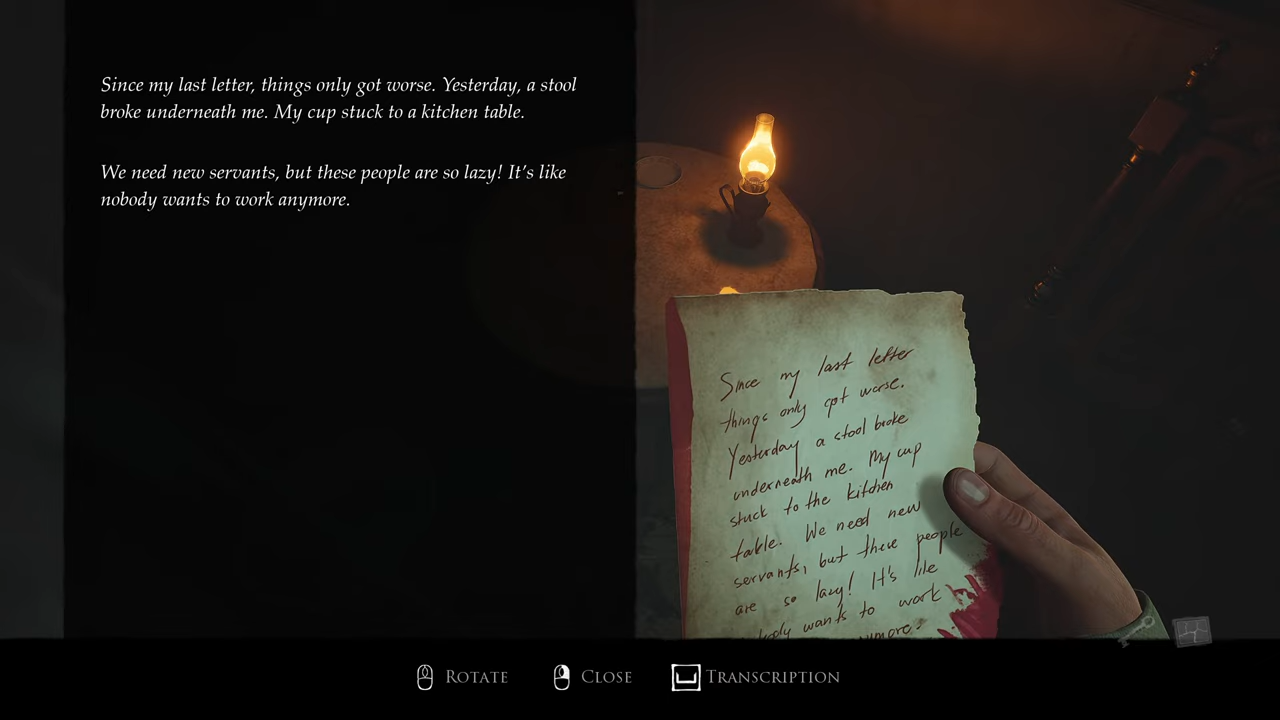 Since my last letter, things only got worse. Yesterday, a stool
broke underneath me. My cup stuck to a kitchen table.
We need new servants, but these people are so lazy! It's like
nobody wants to work anymore.
Since my last letter
things only got worse.
Yesterday a stool broke
underneath me. My cup
stuck to the kitchen
table. We need new
servants, but these people
are so lazy! It's like
wants to work
ROTATE CLOSE TRANSCRIPTION